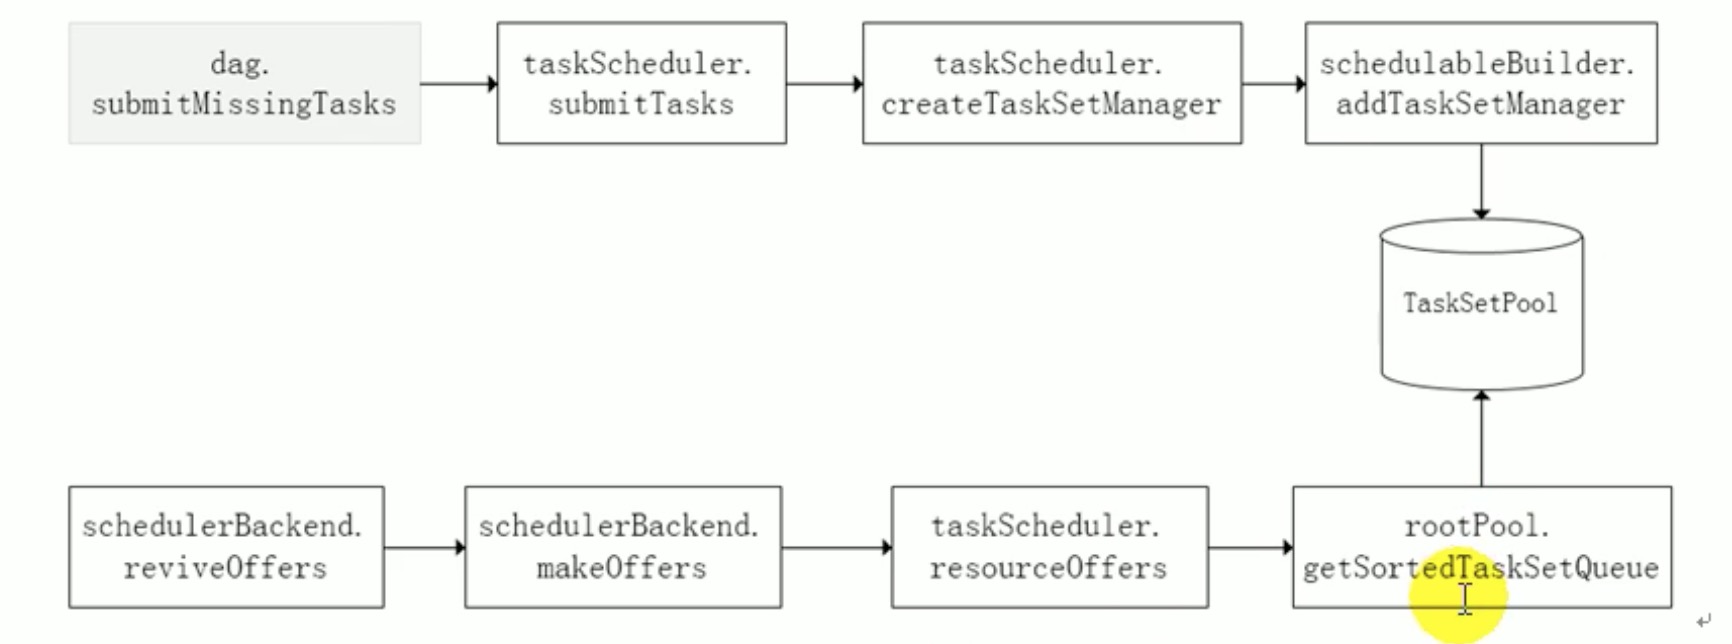 dag.
submitMissingTasks
taskScheduler.
submitTasks
taskScheduler.
createTaskSetManager
schedulableBuilder.
addTaskSetManager
TaskSetPool
schedulerBackend.
reviveOffers
schedulerBackend.
makeOffers
taskScheduler.
resourceOffers
rootPool.
getSortedTaskSetQueue